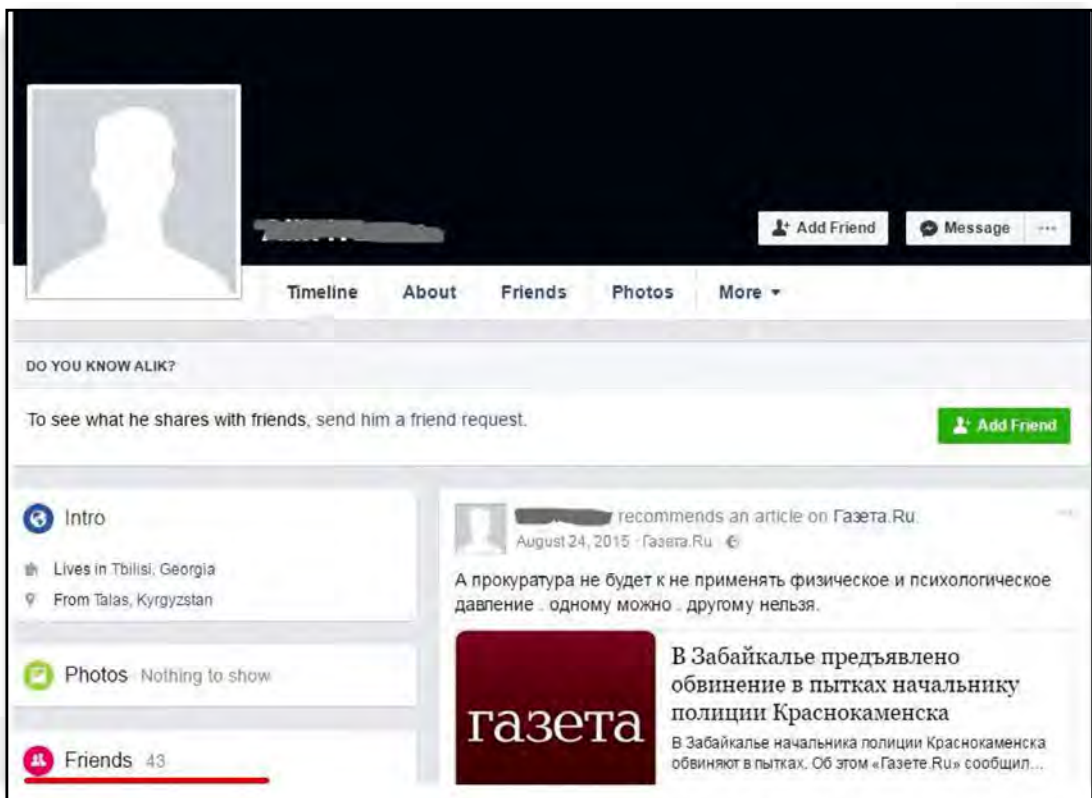 Add Friend
Message
Timeline About Friends Photos More
DO YOU KNOW ALIK?
To see what he shares with friends, send him a friend request.
Add Friend
Intro
Lives in Tbilisi, Georgia
From Talas, Kyrgyzstan
Photos Nothing to show
Friends 43
recommends an article on Газета.Ru.
August 24, 2015 · Газета.Ru ·
А прокуратура не будет к не применять физическое и психологическое
давление . одному можно . другому нельзя.
газета
В Забайкалье предъявлено
обвинение в пытках начальнику
полиции Краснокаменска
В Забайкалье начальника полиции Краснокаменска
обвиняют в пытках. Об этом «Газете.Ru» сообщил...